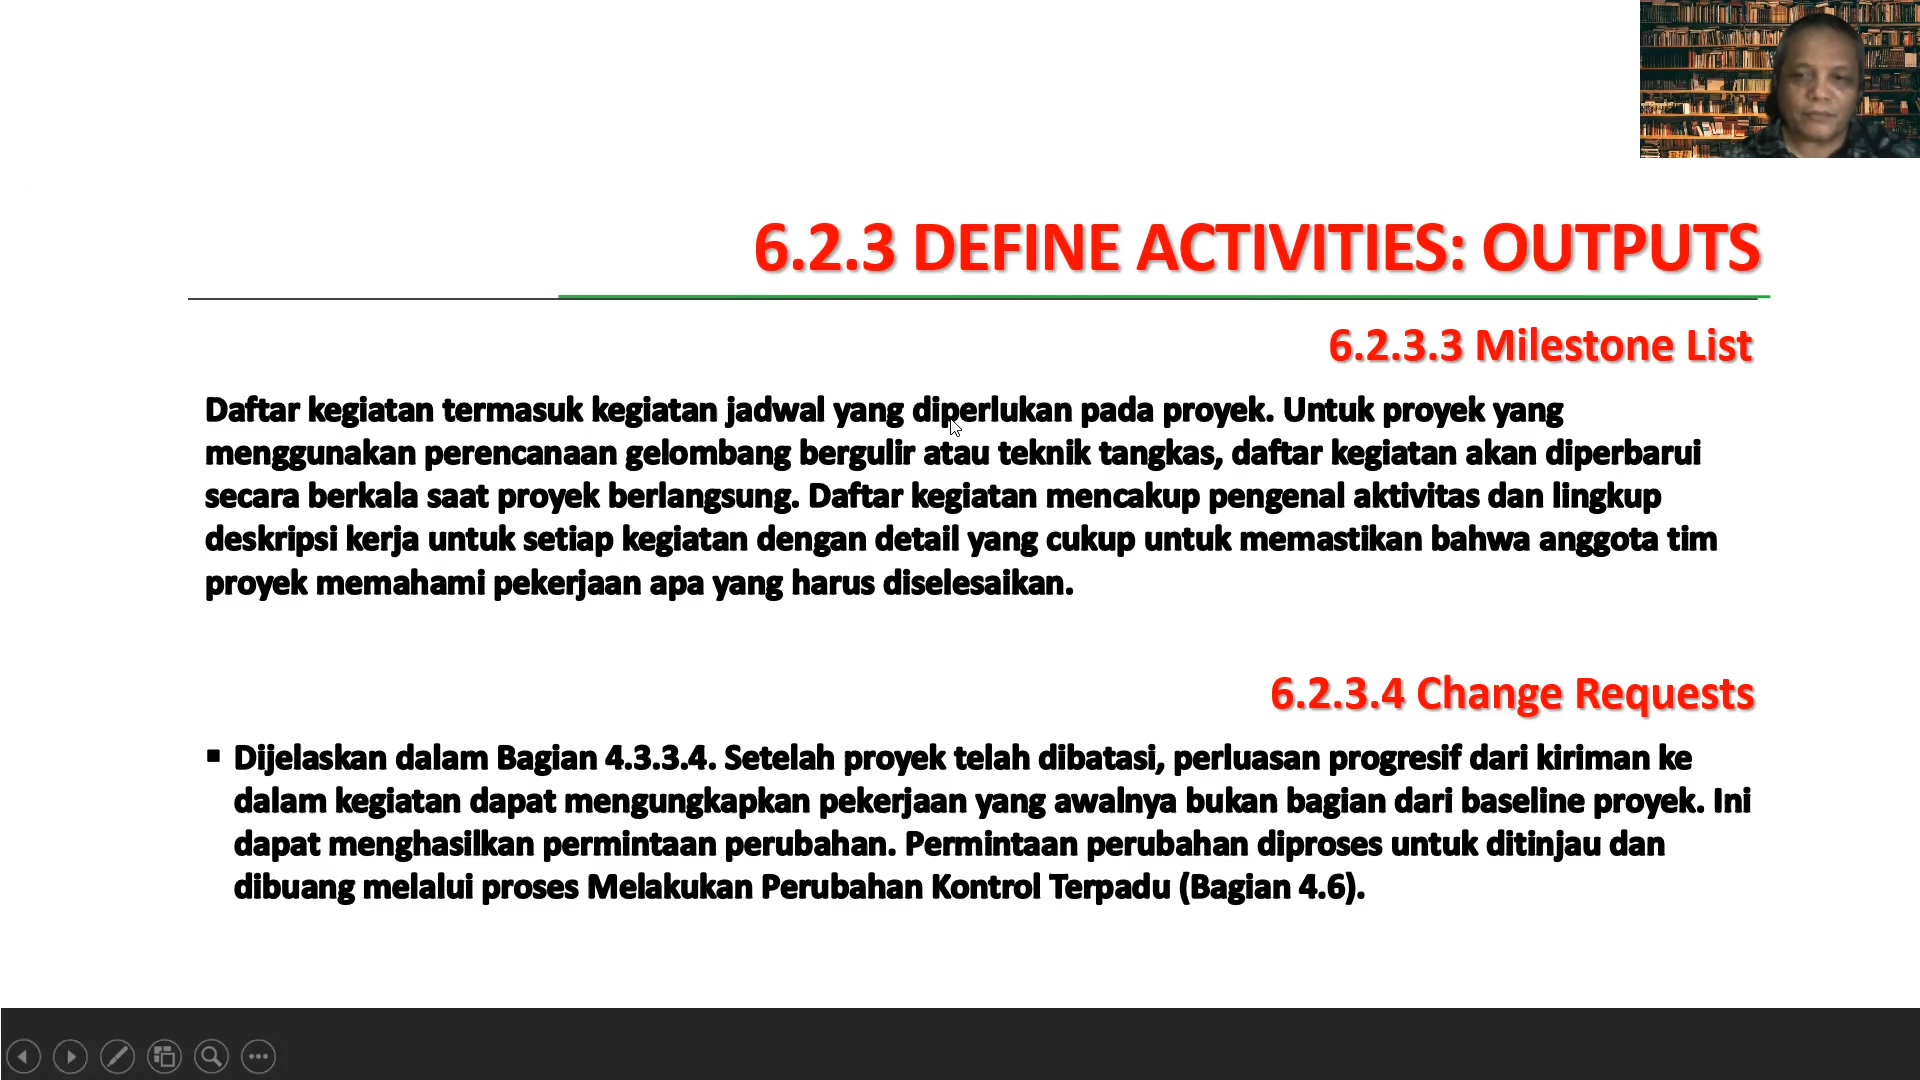 6.2.3 DEFINE ACTIVITIES: OUTPUTS
6.2.3.3 Milestone List
Daftar kegiatan termasuk kegiatan jadwal yang diperlukan pada proyek. Untuk proyek yang
menggunakan perencanaan gelombang bergulir atau teknik tangkas, daftar kegiatan akan diperbarui
secara berkala saat proyek berlangsung. Daftar kegiatan mencakup pengenal aktivitas dan lingkup
deskripsi kerja untuk setiap kegiatan dengan detail yang cukup untuk memastikan bahwa anggota tim
proyek memahami pekerjaan apa yang harus diselesaikan.
6.2.3.4 Change Requests
▪ Dijelaskan dalam Bagian 4.3.3.4. Setelah proyek telah dibatasi, perluasan progresif dari kiriman ke
dalam kegiatan dapat mengungkapkan pekerjaan yang awalnya bukan bagian dari baseline proyek. Ini
dapat menghasilkan permintaan perubahan. Permintaan perubahan diproses untuk ditinjau dan
dibuang melalui proses Melakukan Perubahan Kontrol Terpadu (Bagian 4.6).